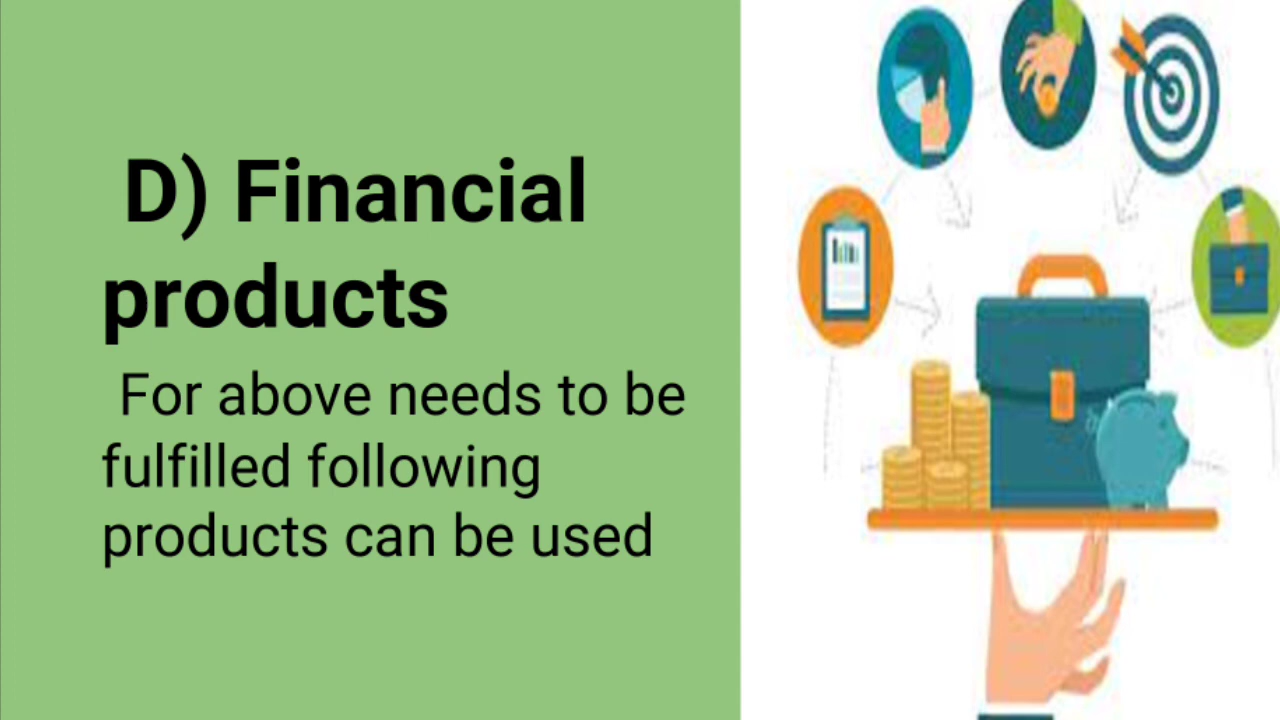 D) Financial
products
For above needs to be
fulfilled following
products can be used